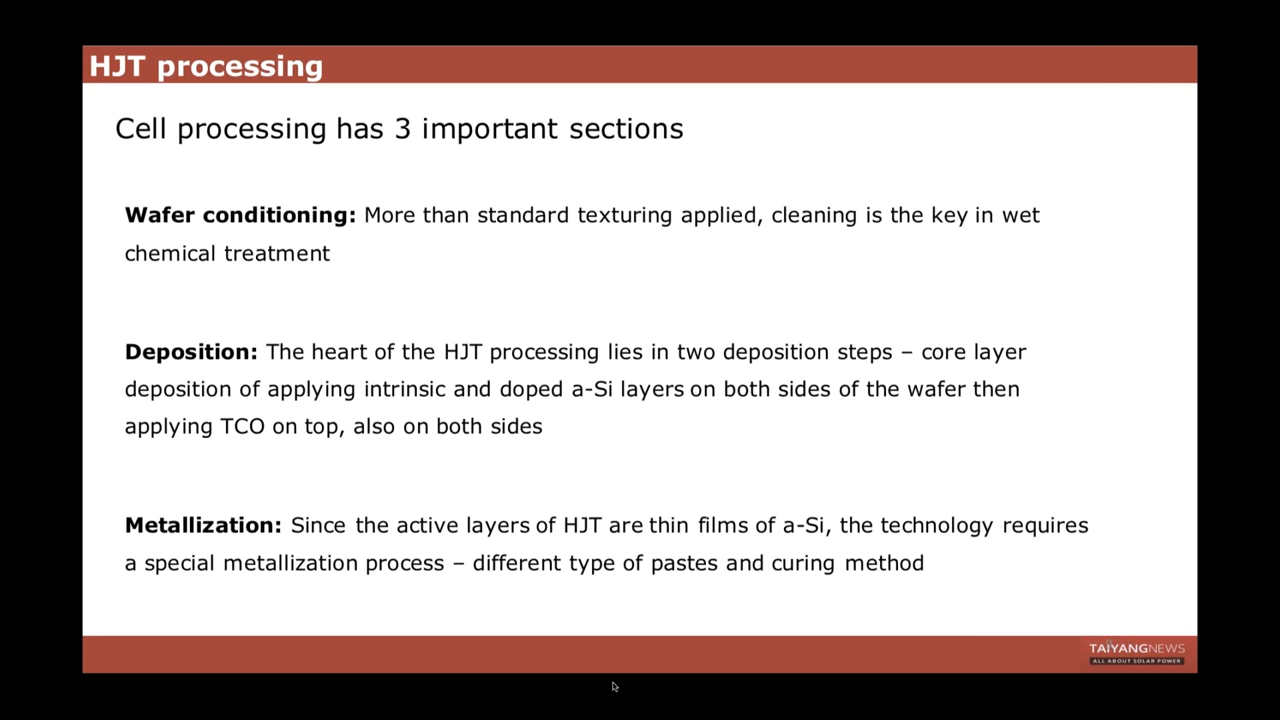 HJT processing
Cell processing has 3 important sections
Wafer conditioning: More than standard texturing applied, cleaning is the key in wet
chemical treatment
Deposition: The heart of the HJT processing lies in two deposition steps – core layer
deposition of applying intrinsic and doped a-Si layers on both sides of the wafer then
applying TCO on top, also on both sides
Metallization: Since the active layers of HJT are thin films of a-Si, the technology requires
a special metallization process – different type of pastes and curing method
TAIYANGNEWS
ALL ABOUT SOLAR POWER